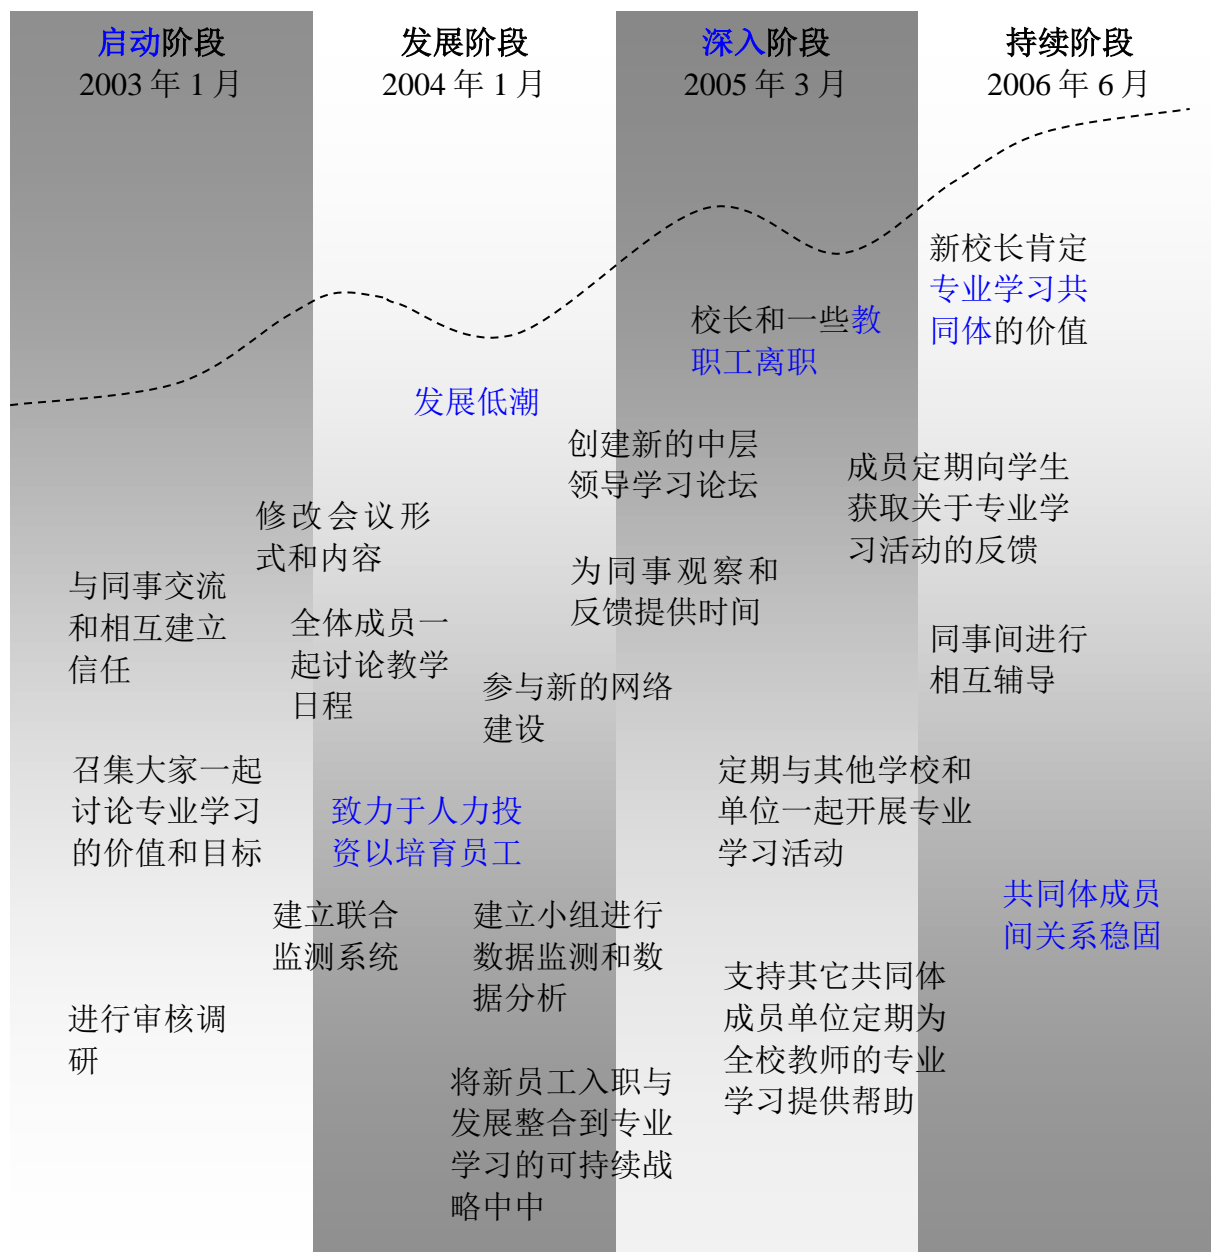 启动阶段
2003 年 1 月
发展阶段
2004 年 1 月
深入阶段
2005 年 3 月
持续阶段
2006 年 6 月
新校长肯定
专业学习共
同体的价值
校长和一些教
职工离职
发展低潮
创建新的中层
领导学习论坛
成员定期向学生
获取关于专业学
习活动的反馈
修改会议形
式和内容
为同事观察和
反馈提供时间
与同事交流
和相互建立
信任
全体成员一
起讨论教学
日程
同事间进行
相互辅导
参与新的网络
建设
召集大家一起
讨论专业学习
的价值和目标
致力于人力投
资以培育员工
定期与其他学校和
单位一起开展专业
学习活动
共同体成员
间关系稳固
建立联合
监测系统
建立小组进行
数据监测和数
据分析
支持其它共同体
成员单位定期为
全校教师的专业
学习提供帮助
进行审核调
研
将新员工入职与
发展整合到专业
学习的可持续战
略中中